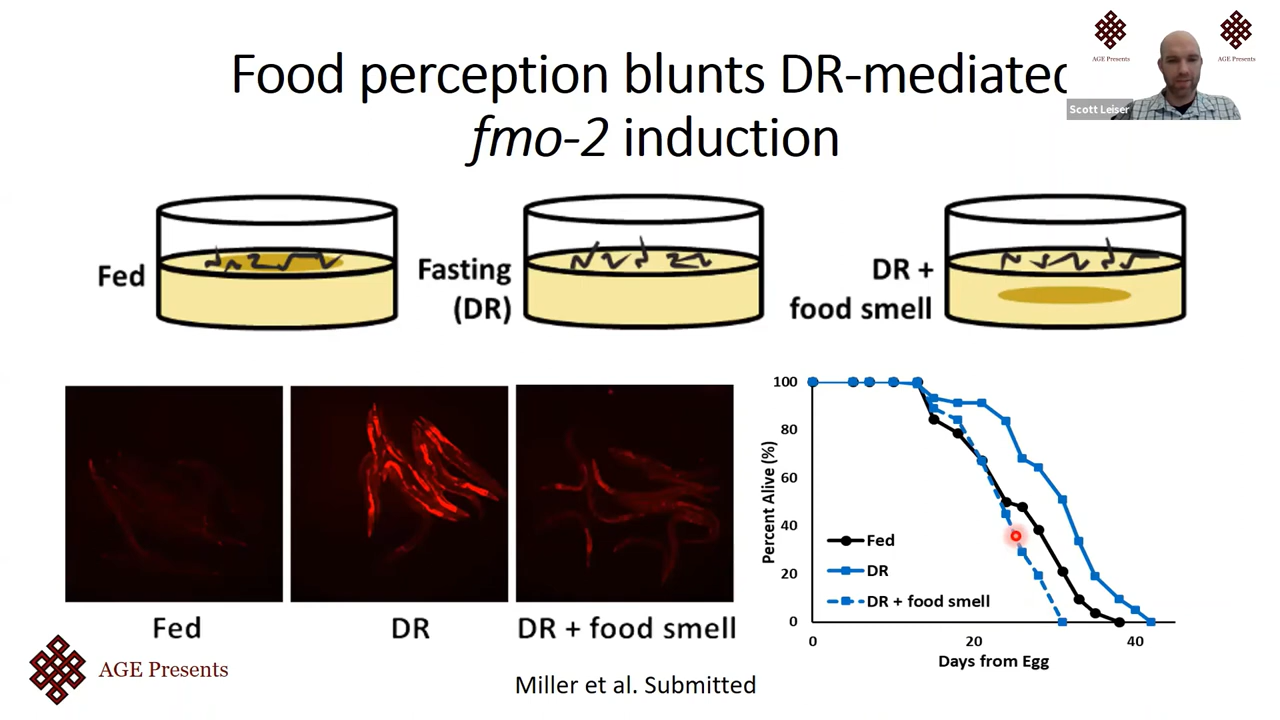 Food perception blunts DR-mediated
fmo-2 induction
AGE Presents
AGE Presents
Scott Leiser
Fed
Fasting
(DR)
DR +
food smell
Fed
DR
DR + food smell
100
80
60
40
20
0
Percent Alive (%)
Fed
DR
DR + food smell
0
20
40
Days from Egg
AGE Presents
Miller et al. Submitted